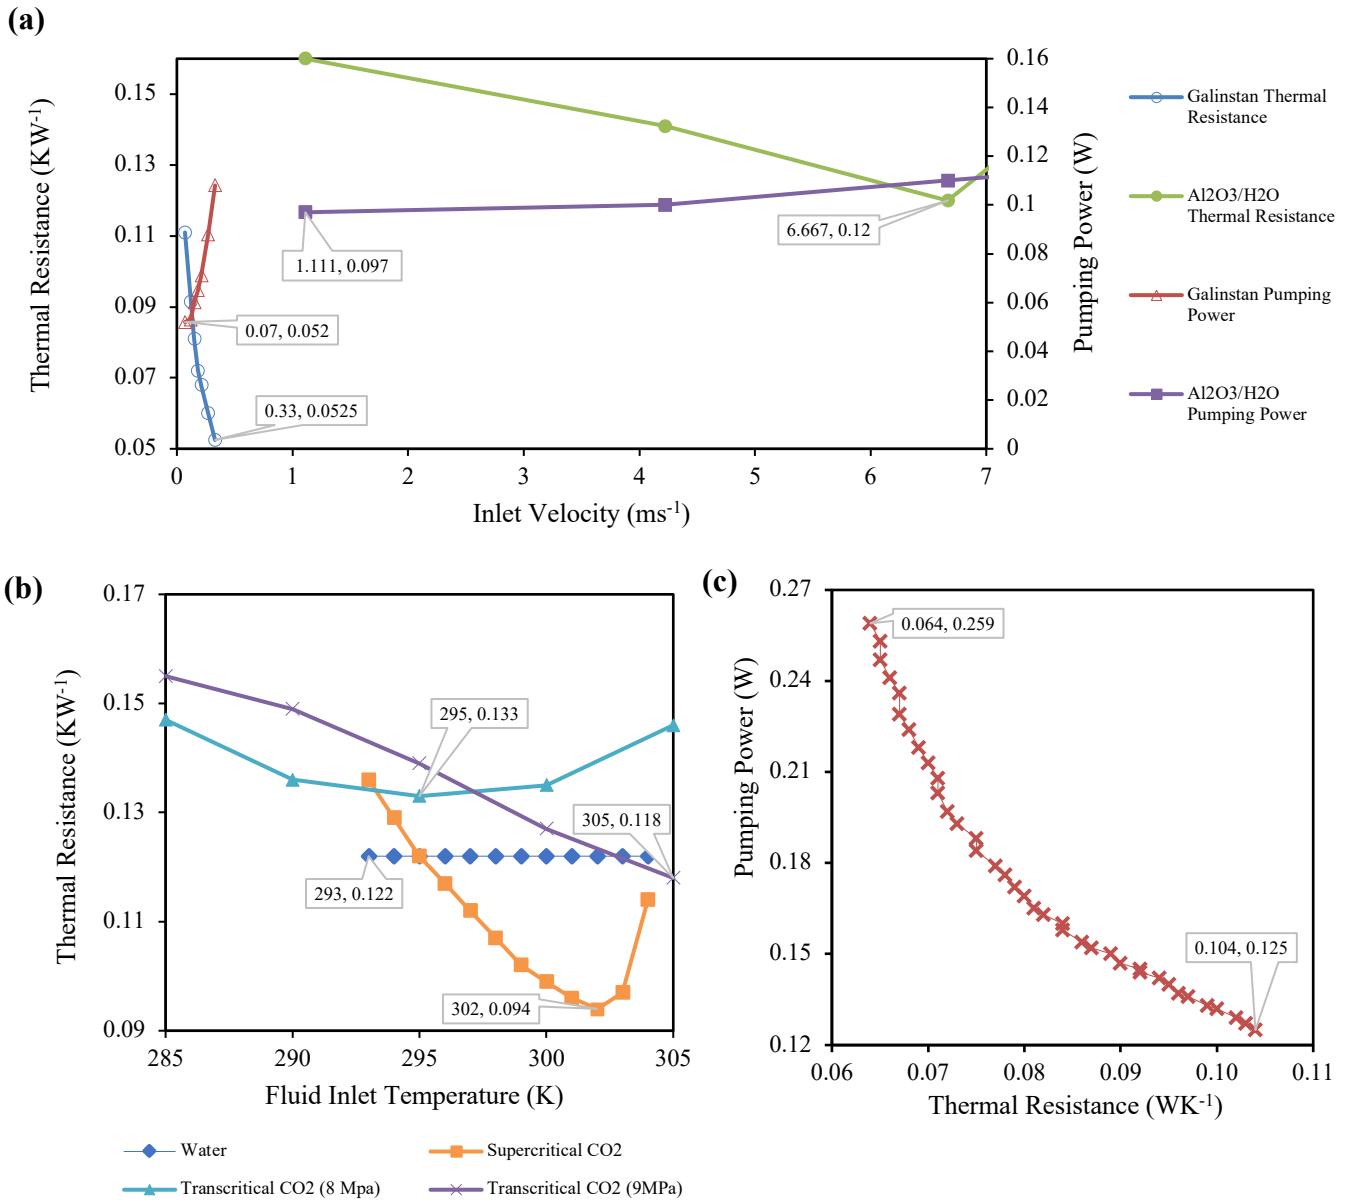 (a)
0.15
0.13
0.11
0.09
0.07
0.05
Thermal Resistance (KW-1)
0.16
0.14
0.12
0.1
0.08
0.06
0.04
0.02
0
Pumping Power (W)
6.667, 0.12
1.111, 0.097
0.07, 0.052
0.33, 0.0525
0 1 2 3 4 5 6 7
Inlet Velocity (ms-1)
Galinstan Thermal
Resistance
Al2O3/H2O
Thermal Resistance
Galinstan Pumping
Power
Al2O3/H2O
Pumping Power
(b)
0.17
0.15
0.13
0.11
0.09
Thermal Resistance (KW-1)
295, 0.133
305, 0.118
293, 0.122
302, 0.094
285 290 295 300 305
Fluid Inlet Temperature (K)
Water
Supercritical CO2
Transcritical CO2 (8 Mpa)
Transcritical CO2 (9MPa)
(c)
0.27
0.24
0.21
0.18
0.15
0.12
Pumping Power (W)
0.064, 0.259
0.104, 0.125
0.06 0.07 0.08 0.09 0.10 0.11
Thermal Resistance (WK-1)